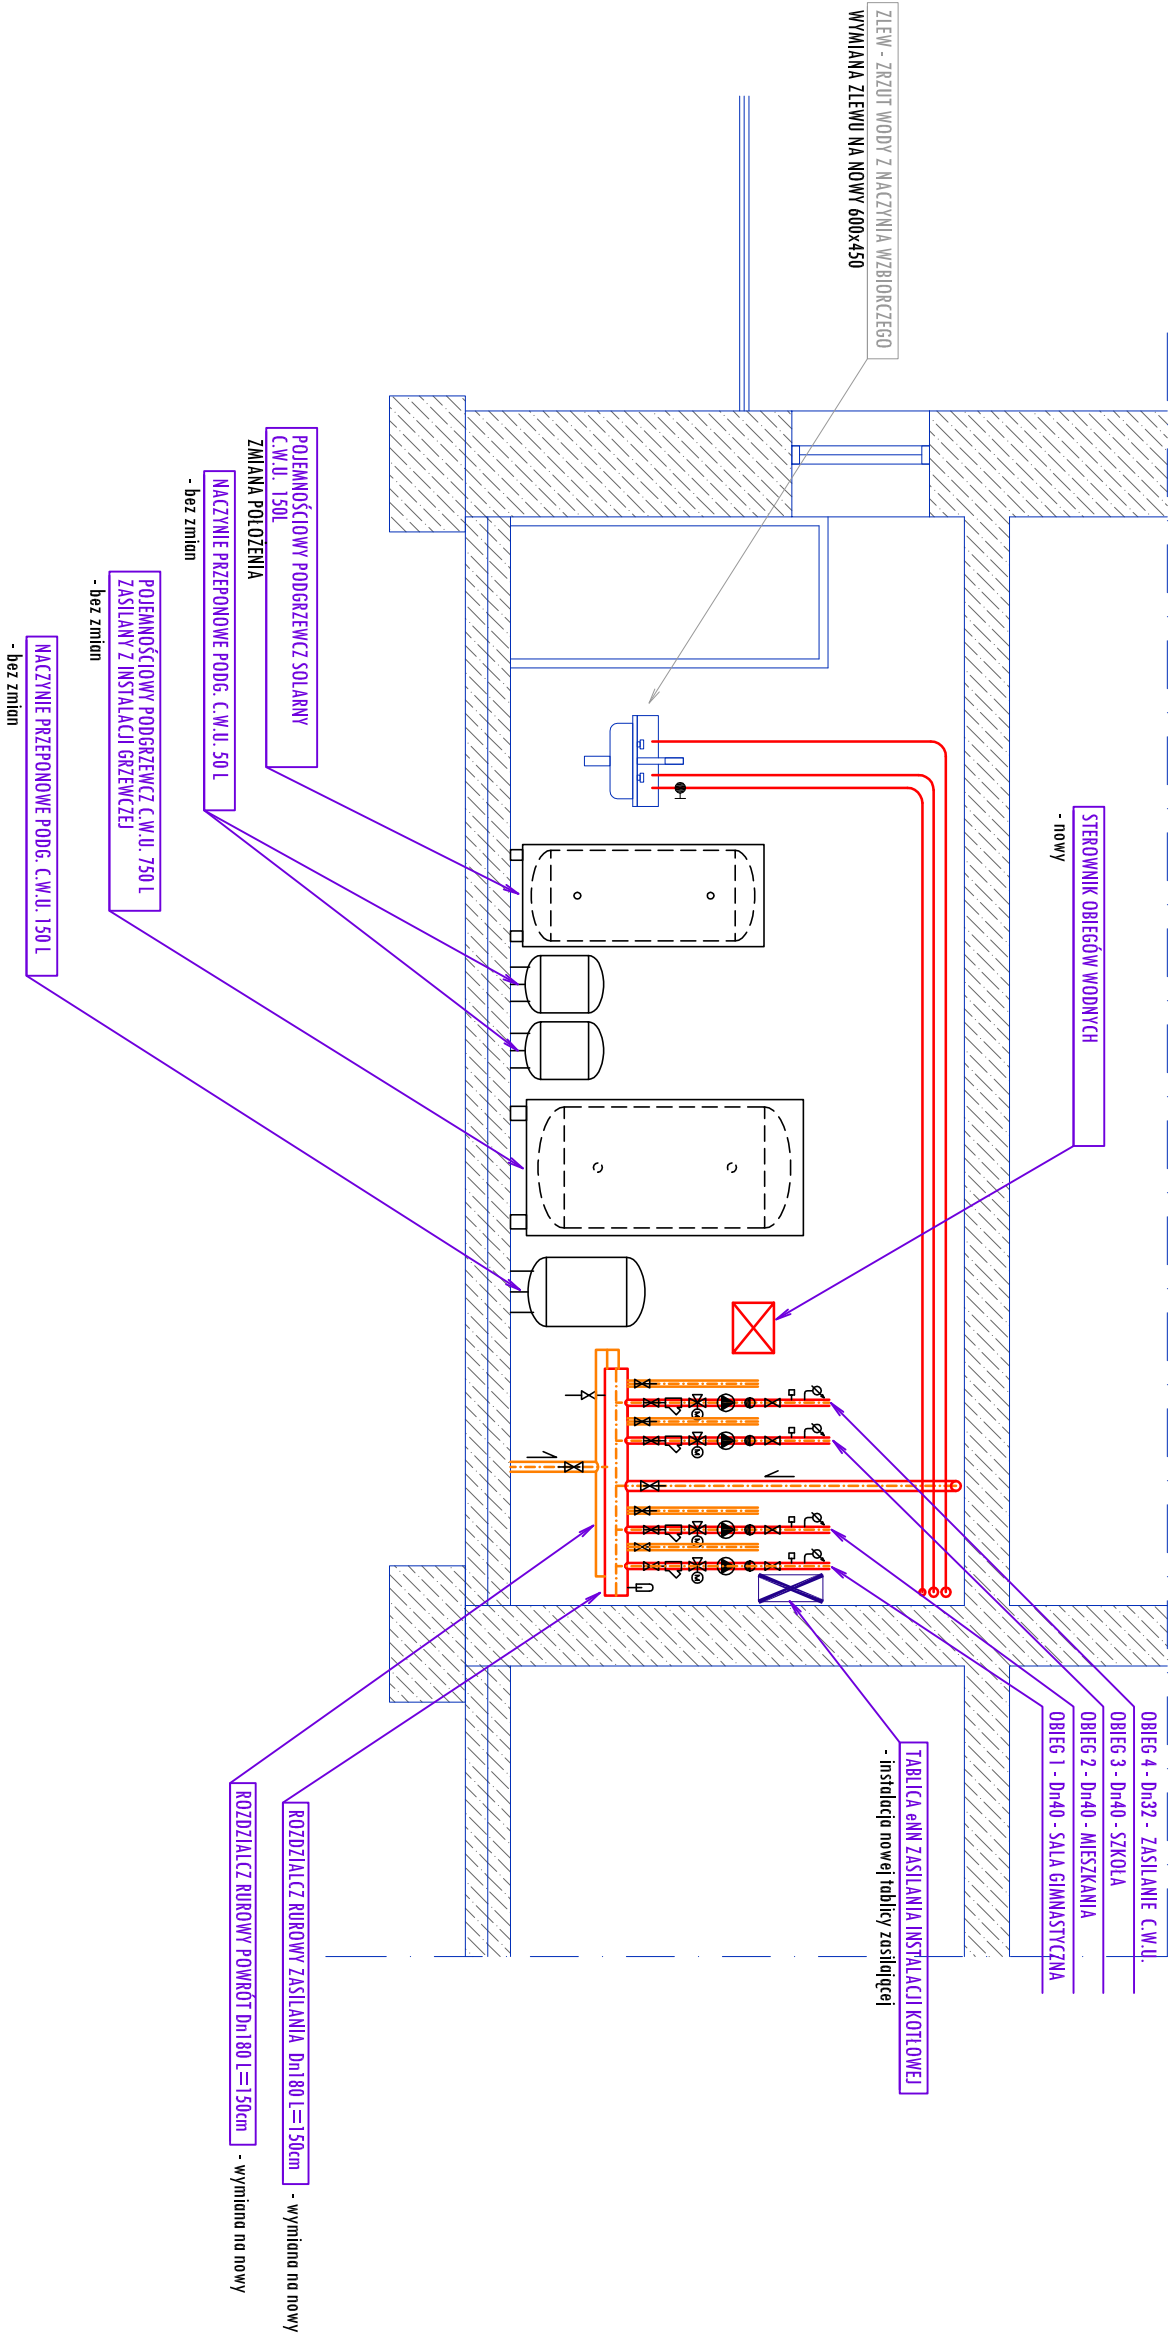 ZLEW - ZRZUT WODY Z NACZYNIA WZBIORCZEGO
WYMIANA ZLEWU NA NOWY 600x450
STEROWNIK OBIEGÓW WODNYCH
- nowy
OBIEG 4 - Dn32 - ZASILANIE C.W.U.
OBIEG 3 - Dn40 - SZKOŁA
OBIEG 2 - Dn40 - MIESZKANIA
OBIEG 1 - Dn40 - SALA GIMNASTYCZNA
TABLICA eNN ZASILANIA INSTALACJI KOTŁOWEJ
- instalacja nowej tablicy zasilającej
POJEMNOŚCIOWY PODGRZEWCZ SOLARNY
C.W.U. 150L
ZMIANA POŁOŻENIA
NACZYNIE PRZEPONOWE PODG. C.W.U. 50 L
- bez zmian
POJEMNOŚCIOWY PODGRZEWCZ C.W.U. 750 L
ZASILANY Z INSTALACJI GRZEWCZEJ
- bez zmian
NACZYNIE PRZEPONOWE PODG. C.W.U. 150 L
- bez zmian
ROZDZIALCZ RUROWY ZASILANIA Dn180 L=150cm - wymiana na nowy
ROZDZIALCZ RUROWY POWRÓT Dn180 L=150cm - wymiana na nowy
M
M
M
M